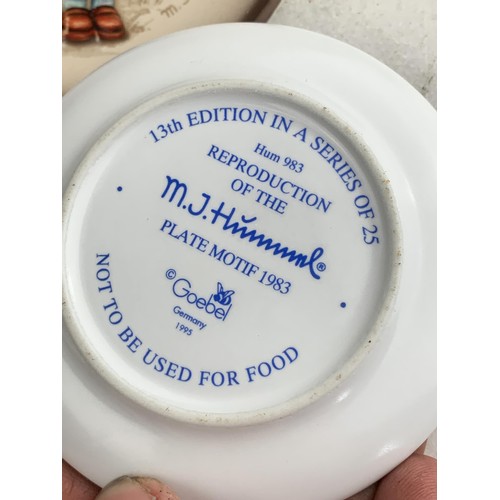 13th EDITION IN A SERIES OF 25
Hum 983
REPRODUCTION
OF THE
M.J.Hummel®
PLATE MOTIF 1983
© Goebel
Germany
1995
NOT TO BE USED FOR FOOD